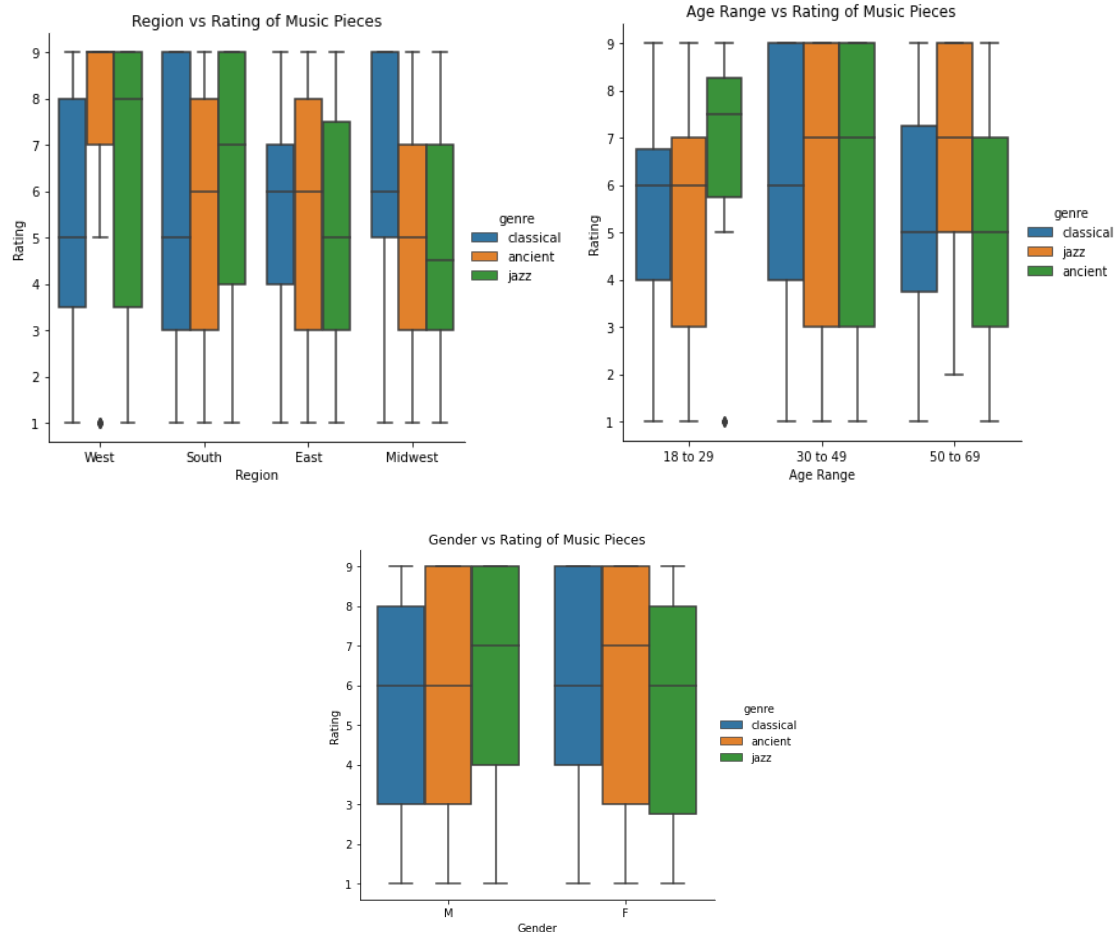 Region vs Rating of Music Pieces
9
8
7
6
5
4
3
2
1
Rating
West South East Midwest
Region
genre
classical
ancient
jazz
Age Range vs Rating of Music Pieces
9
8
7
6
5
4
3
2
1
Rating
18 to 29 30 to 49 50 to 69
Age Range
genre
classical
jazz
ancient
Gender vs Rating of Music Pieces
9
8
7
6
5
4
3
2
1
Rating
M F
Gender
genre
classical
ancient
jazz